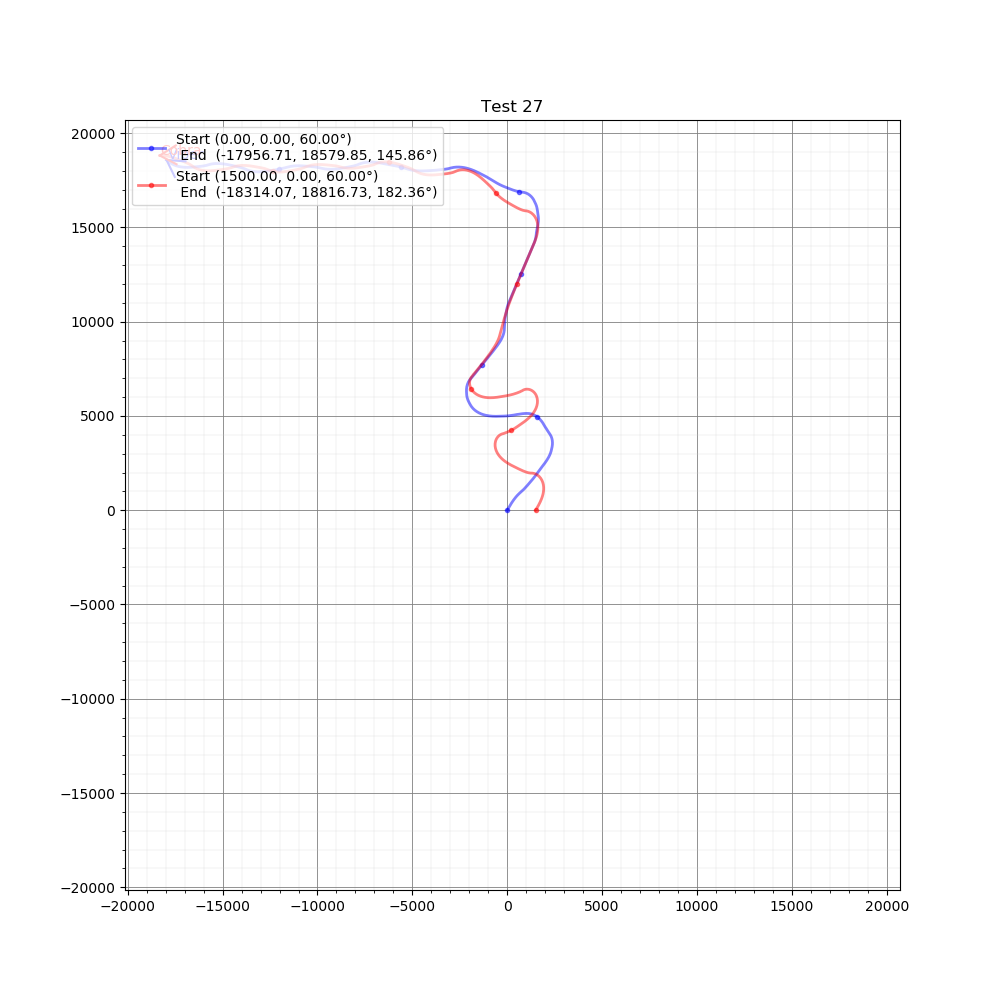 Test 27
Start (0.00, 0.00, 60.00°)
End (-17956.71, 18579.85, 145.86°)
Start (1500.00, 0.00, 60.00°)
End (-18314.07, 18816.73, 182.36°)
20000
15000
10000
5000
0
−5000
−10000
−15000
−20000
−20000 −15000 −10000 −5000 0 5000 10000 15000 20000